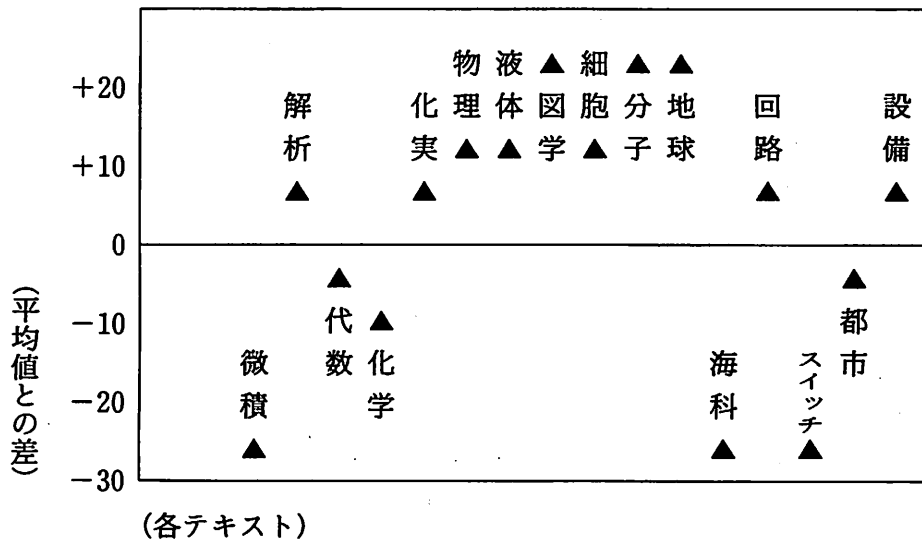 +20
+10
0
−10
−20
−30
(平均値との差)
(各テキスト)
微積
解析
代数
化学
化実
物理
液体
図学
細胞
分子
地球
海科
回路
スイッチ
都市
設備